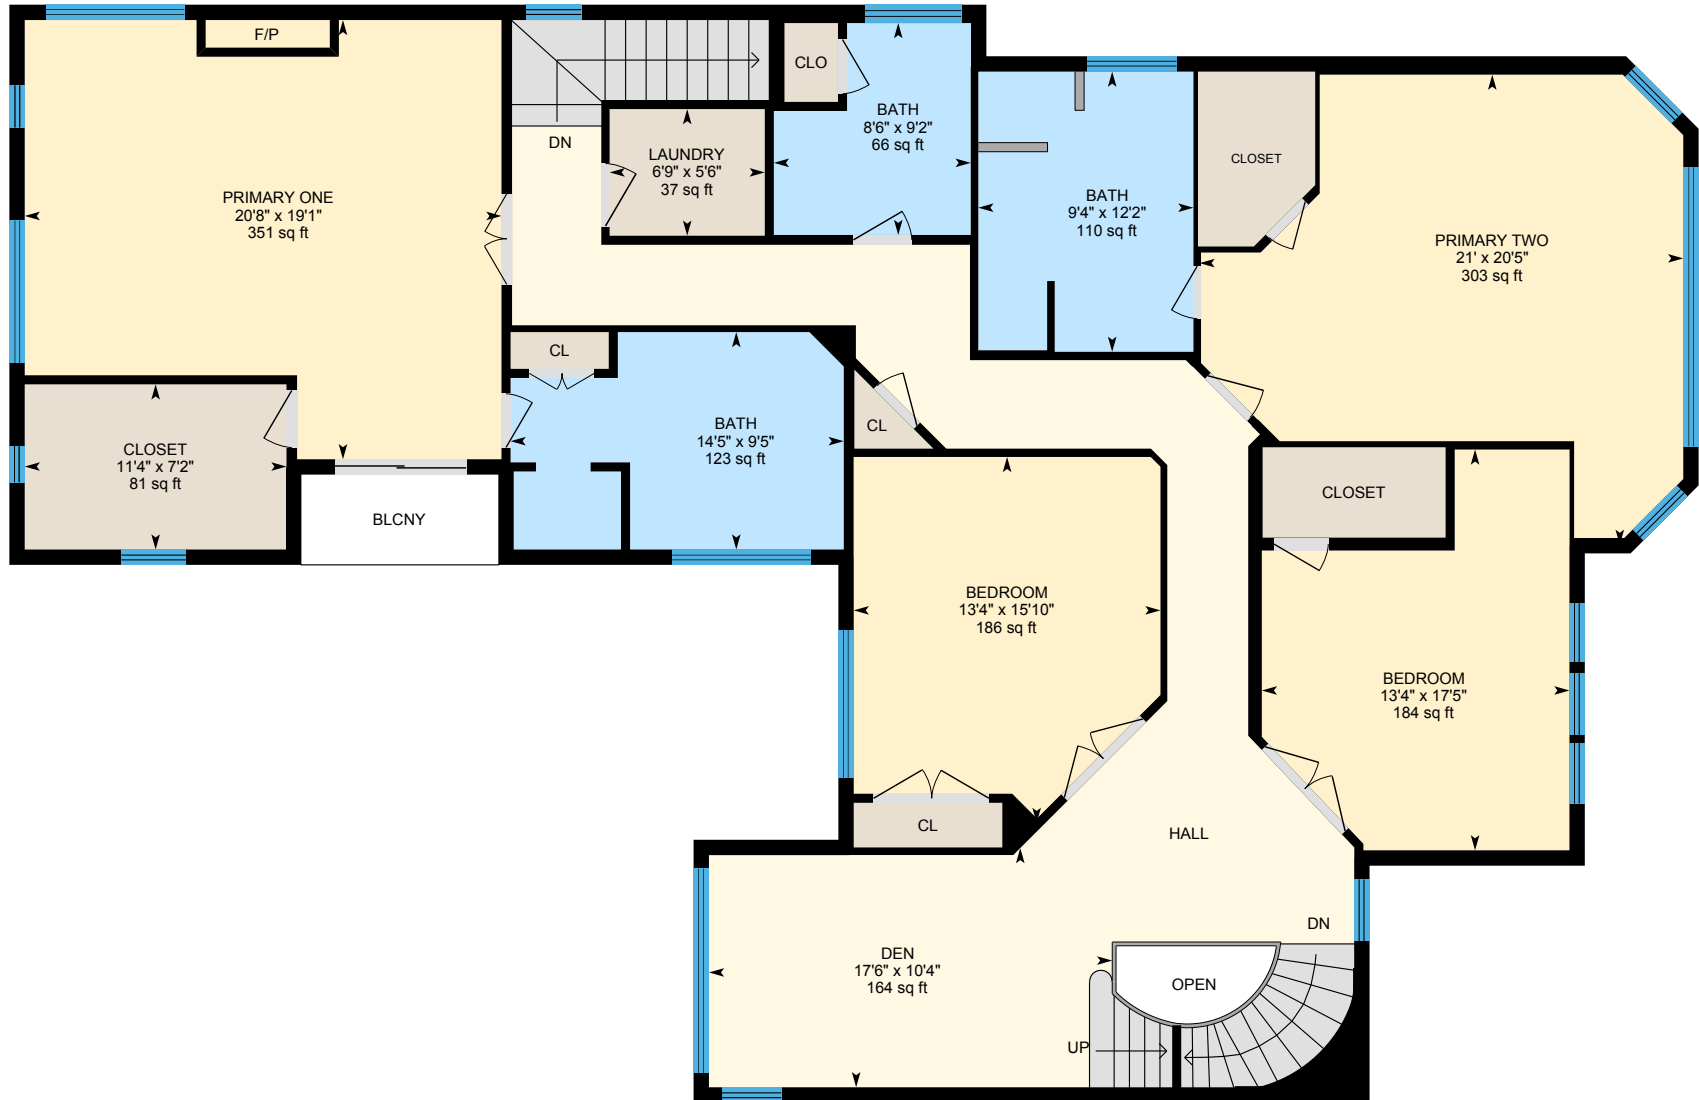 F/P
PRIMARY ONE
20'8" x 19'1"
351 sq ft
DN
LAUNDRY
6'9" x 5'6"
37 sq ft
CLO
BATH
8'6" x 9'2"
66 sq ft
BATH
9'4" x 12'2"
110 sq ft
CLOSET
PRIMARY TWO
21' x 20'5"
303 sq ft
CLOSET
11'4" x 7'2"
81 sq ft
BLCNY
CL
BATH
14'5" x 9'5"
123 sq ft
CL
BEDROOM
13'4" x 15'10"
186 sq ft
CL
CLOSET
BEDROOM
13'4" x 17'5"
184 sq ft
HALL
DEN
17'6" x 10'4"
164 sq ft
DN
OPEN
UP